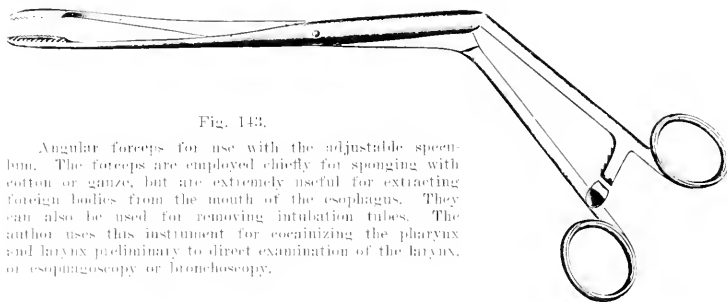 Fig. 143.
Angular forceps for use with the adjustable specu-
lum. The forceps are employed chiefly for sponging with
cotton or gauze, but are extremely useful for extracting
foreign bodies from the mouth of the esophagus. They
can also be used for removing intubation tubes. The
author uses this instrument for cocainizing the pharynx
and larynx preliminary to direct examination of the larynx,
or esophagoscopy or bronchoscopy.